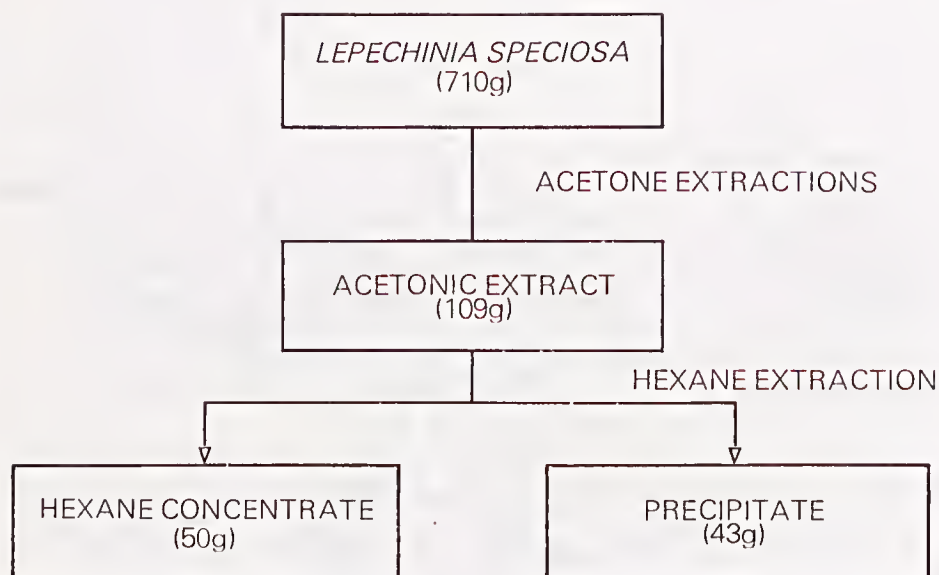 LEPECHINIA SPECIOSA
(710g)
ACETONE EXTRACTIONS
ACETONIC EXTRACT
(109g)
HEXANE EXTRACTION
HEXANE CONCENTRATE
(50g)
PRECIPITATE
(43g)